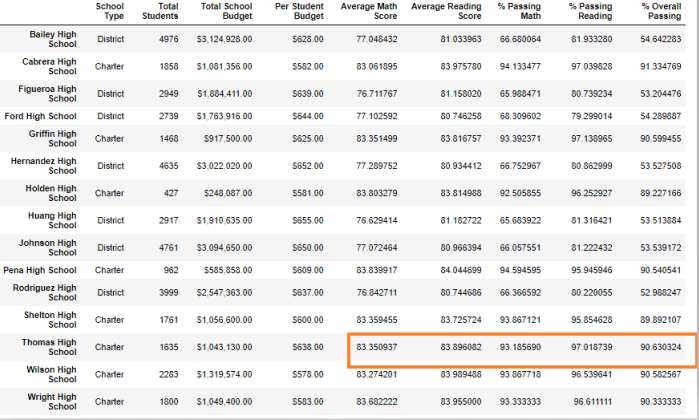 School Type Total Students Total School Budget Per Student Budget Average Math Score Average Reading Score % Passing Math % Passing Reading % Overall Passing
Bailey High School District 4976 $3,124,928.00 $628.00 77.048432 81.033963 66.680064 81.933280 54.642283
Cabrera High School Charter 1858 $1,081,356.00 $582.00 83.061895 83.975780 94.133477 97.039828 91.334769
Figueroa High School District 2949 $1,884,411.00 $639.00 76.711767 81.158020 65.988471 80.739234 53.204476
Ford High School District 2739 $1,763,916.00 $644.00 77.102592 80.746258 68.309602 79.299014 54.289887
Griffin High School Charter 1468 $917,500.00 $625.00 83.351499 83.816757 93.392371 97.138965 90.599455
Hernandez High School District 4635 $3,022,020.00 $652.00 77.289752 80.934412 66.752967 80.862999 53.527508
Holden High School Charter 427 $248,087.00 $581.00 83.803279 83.814988 92.505855 96.252927 89.227166
Huang High School District 2917 $1,910,635.00 $655.00 76.629414 81.182722 65.683922 81.316421 53.513884
Johnson High School District 4761 $3,094,650.00 $650.00 77.072464 80.966394 66.057551 81.222432 53.539172
Pena High School Charter 962 $585,858.00 $609.00 83.839917 84.044699 94.594595 95.945946 90.540541
Rodriguez High School District 3999 $2,547,363.00 $637.00 76.842711 80.744686 66.366592 80.220055 52.988247
Shelton High School Charter 1761 $1,056,600.00 $600.00 83.359455 83.725724 93.867121 95.854628 89.892107
Thomas High School Charter 1635 $1,043,130.00 $638.00 83.350937 83.896082 93.185690 97.018739 90.630324
Wilson High School Charter 2283 $1,319,574.00 $578.00 83.274201 83.989488 93.867718 96.539641 90.582567
Wright High School Charter 1800 $1,049,400.00 $583.00 83.682222 83.955000 93.333333 96.611111 90.333333